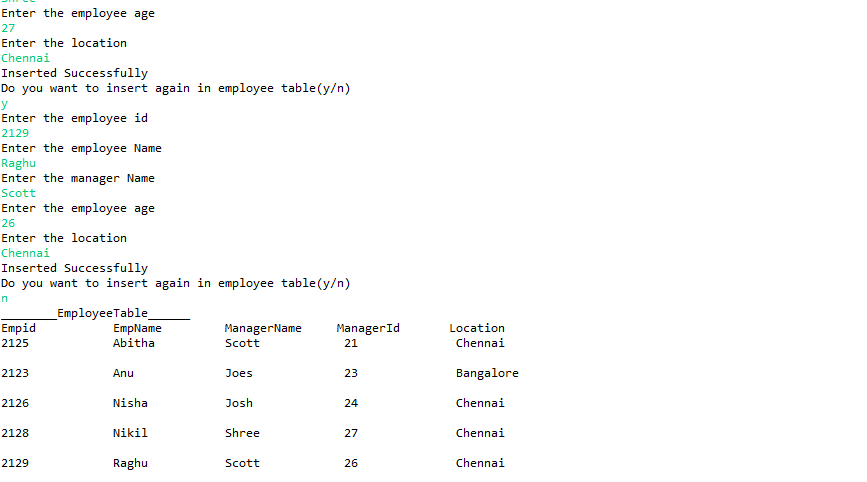 Enter the employee age
27
Enter the location
Chennai
Inserted Successfully
Do you want to insert again in employee table(y/n)
y
Enter the employee id
2129
Enter the employee Name
Raghu
Enter the manager Name
Scott
Enter the employee age
26
Enter the location
Chennai
Inserted Successfully
Do you want to insert again in employee table(y/n)
n
________EmployeeTable______
Empid EmpName ManagerName ManagerId Location
2125 Abitha Scott 21 Chennai
2123 Anu Joes 23 Bangalore
2126 Nisha Josh 24 Chennai
2128 Nikil Shree 27 Chennai
2129 Raghu Scott 26 Chennai